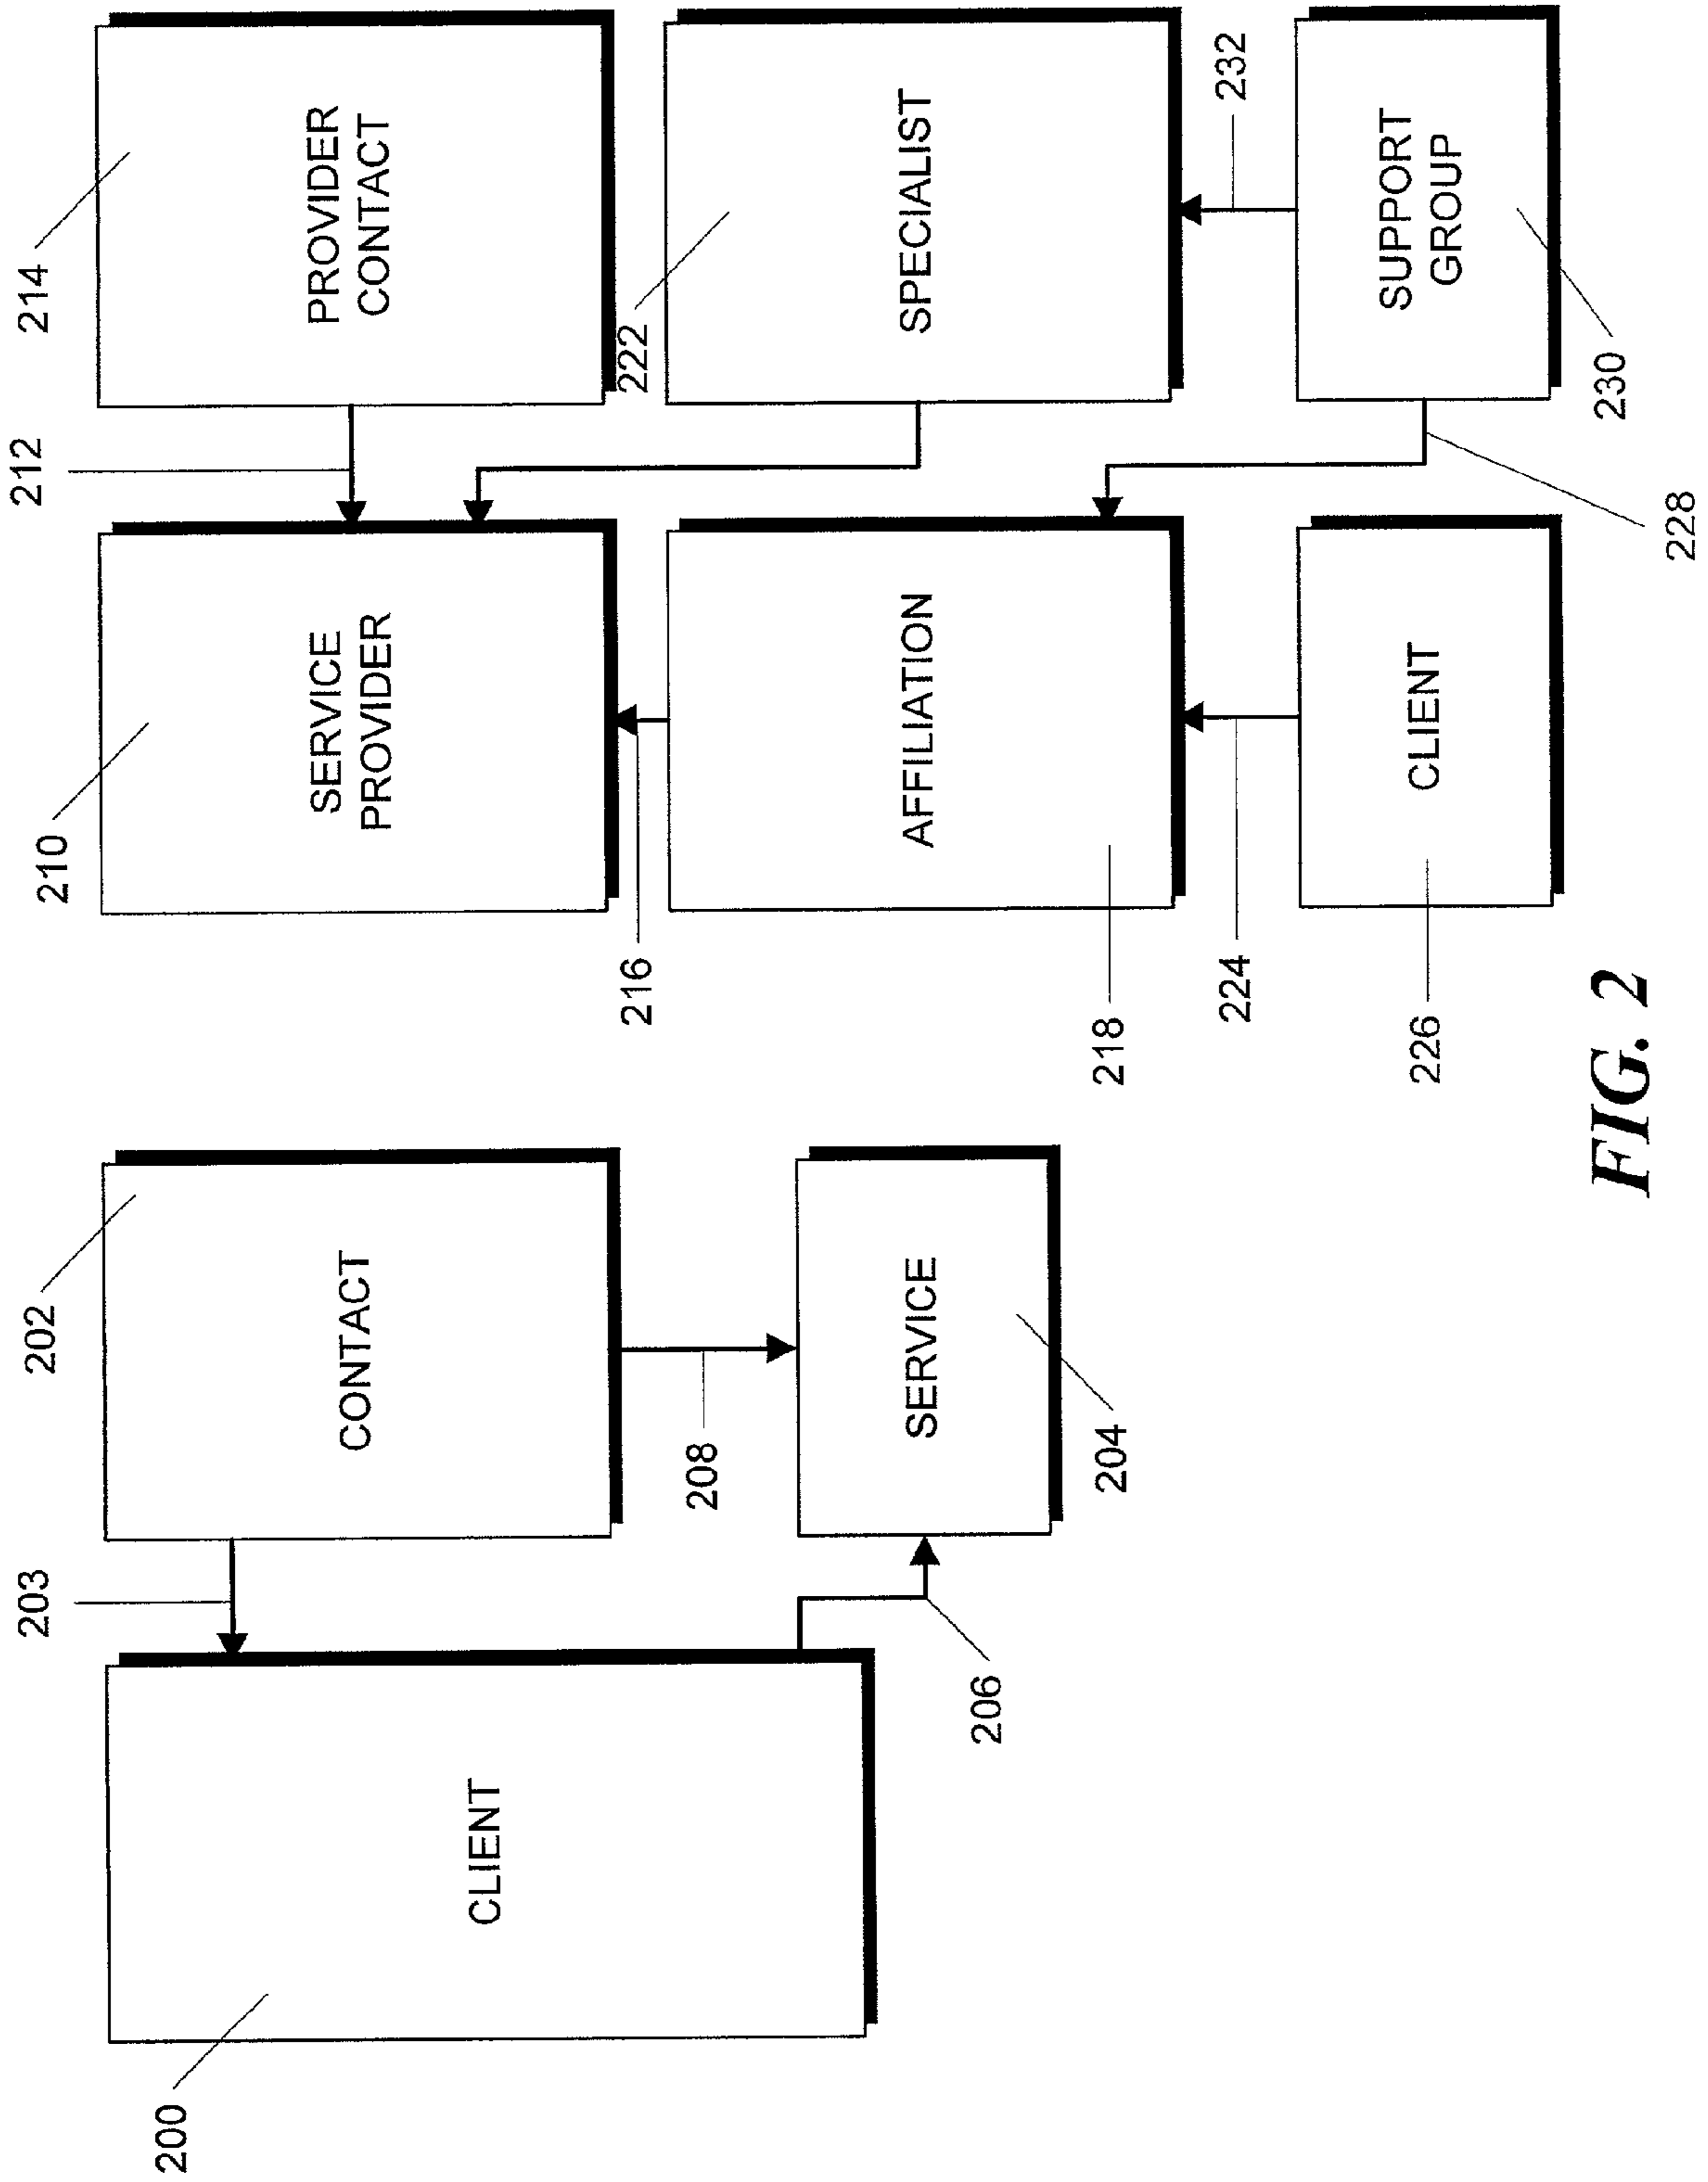 203
202
200
CONTACT
CLIENT
208
SERVICE
206
204
210
212
214
SERVICE
PROVIDER
PROVIDER
CONTACT
216
222
AFFILIATION
SPECIALIST
218
224
232
CLIENT
SUPPORT
GROUP
226
230
228
FIG. 2